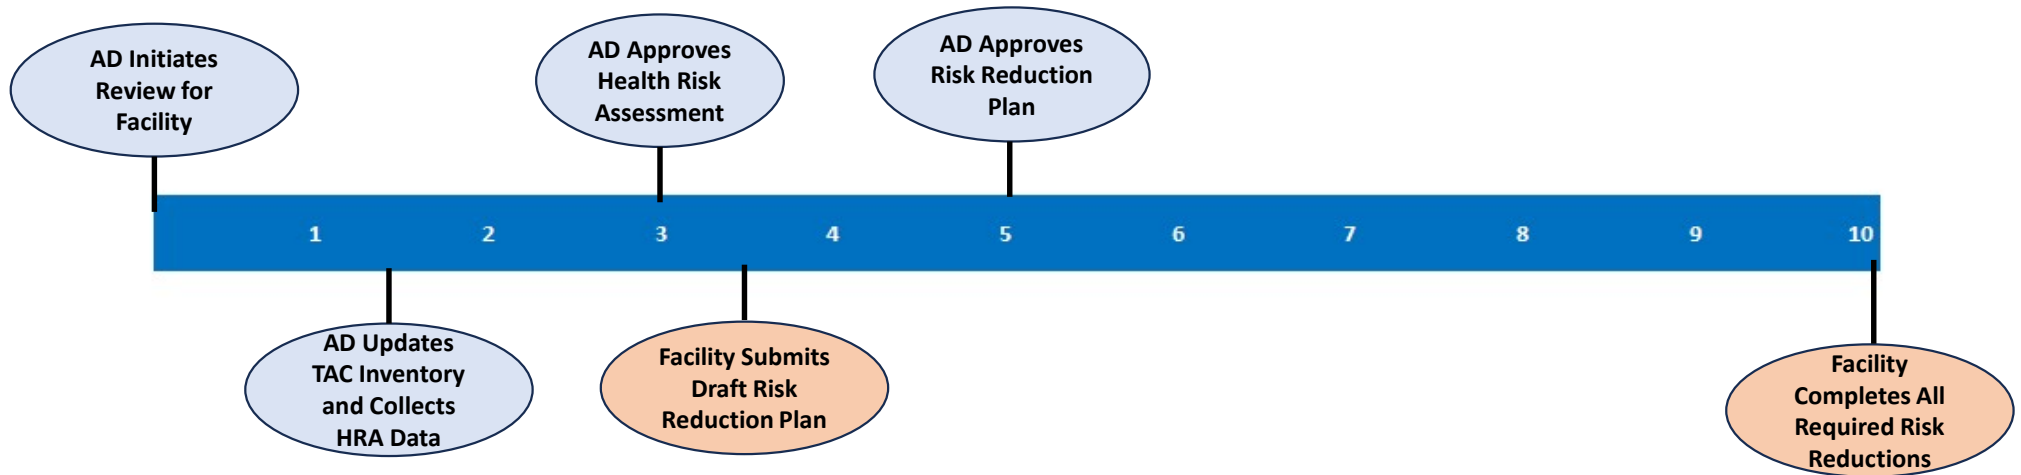 AD Initiates
Review for
Facility
AD Approves
Health Risk
Assessment
AD Approves
Risk Reduction
Plan
1 2 3 4 5 6 7 8 9 10
AD Updates
TAC Inventory
and Collects
HRA Data
Facility Submits
Draft Risk
Reduction Plan
Facility
Completes All
Required Risk
Reductions